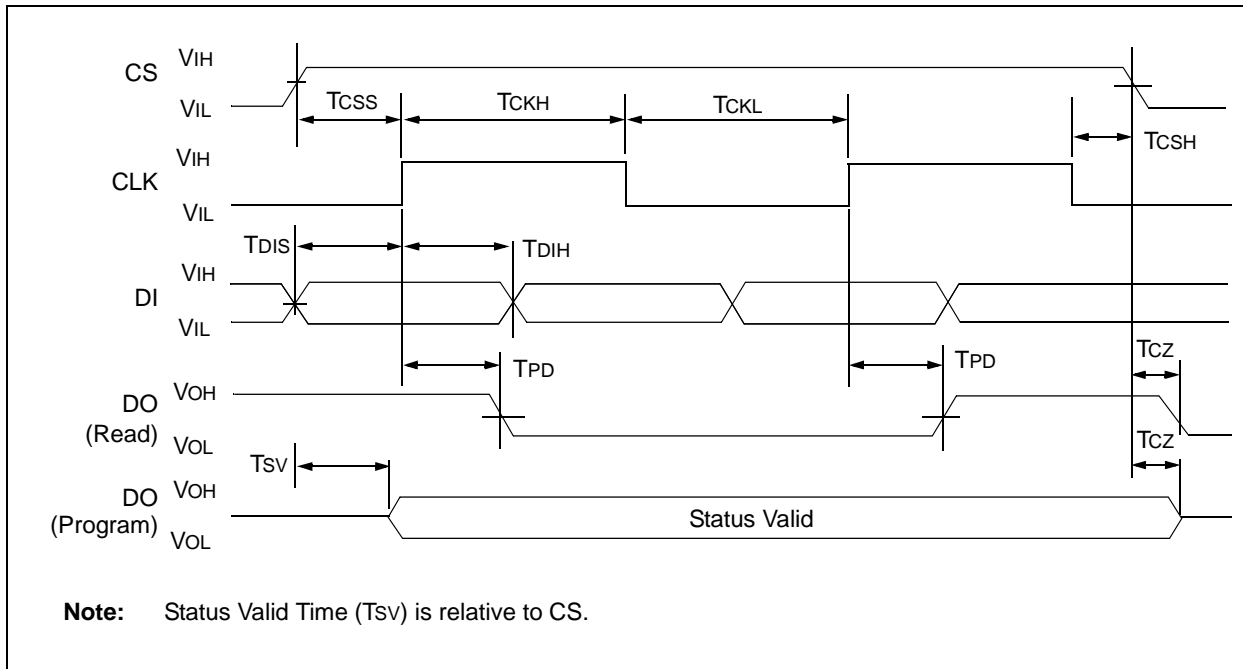 CS
VIH
VIL
TCSS
TCKH
TCKL
TCSH
CLK
VIH
VIL
TDIS
TDIH
DI
VIH
VIL
TPD
TPD
TCZ
DO
(Read)
VOH
VOL
TCZ
TSV
DO
(Program)
VOH
VOL
Status Valid
Note: Status Valid Time (TSV) is relative to CS.